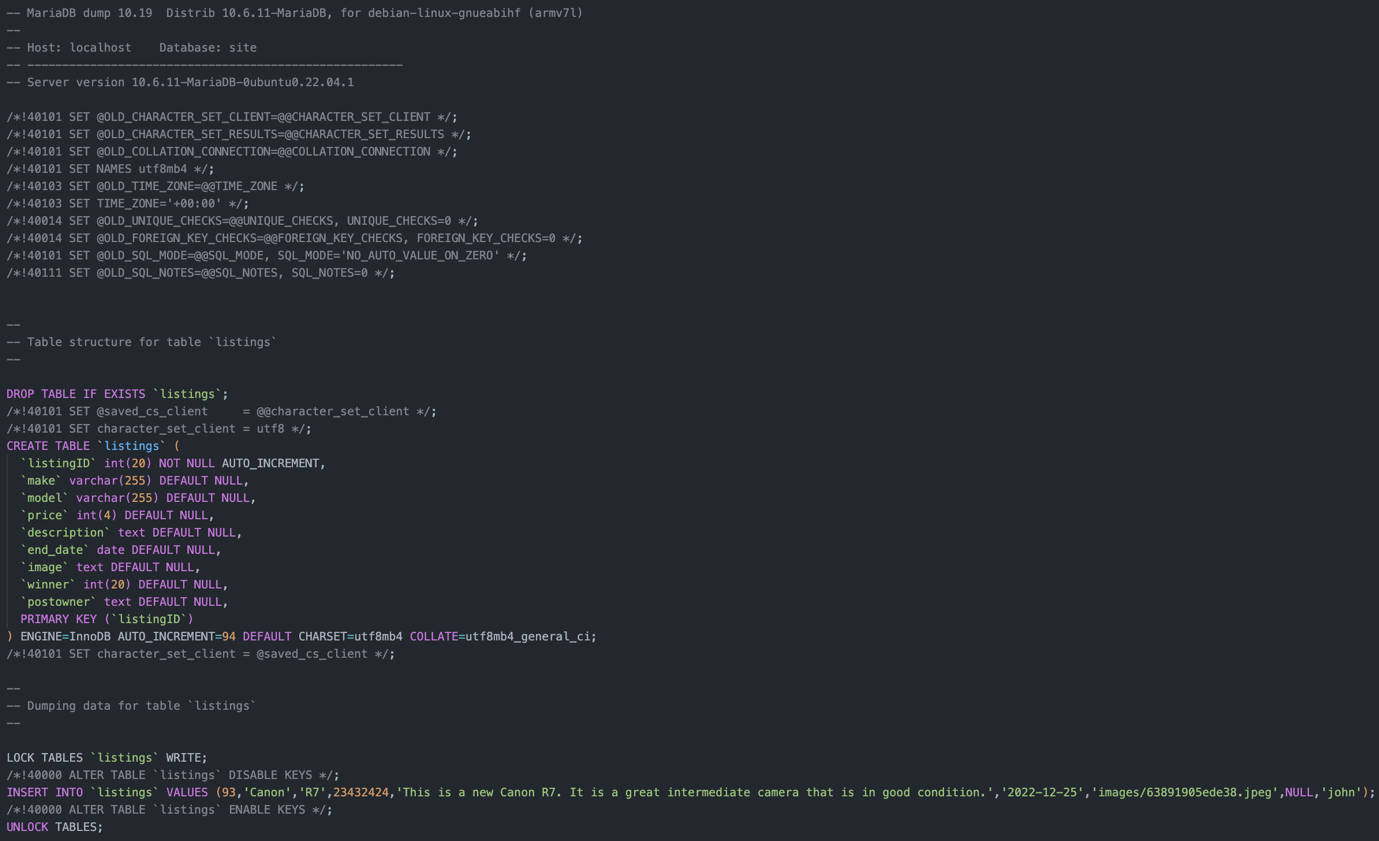 -- MariaDB dump 10.19  Distrib 10.6.11-MariaDB, for debian-linux-gnueabihf (armv7l)
--
-- Host: localhost    Database: site
-- ------------------------------------------------------
-- Server version 10.6.11-MariaDB-0ubuntu0.22.04.1
/*!40101 SET @OLD_CHARACTER_SET_CLIENT=@@CHARACTER_SET_CLIENT */;
/*!40101 SET @OLD_CHARACTER_SET_RESULTS=@@CHARACTER_SET_RESULTS */;
/*!40101 SET @OLD_COLLATION_CONNECTION=@@COLLATION_CONNECTION */;
/*!40101 SET NAMES utf8mb4 */;
/*!40103 SET @OLD_TIME_ZONE=@@TIME_ZONE */;
/*!40103 SET TIME_ZONE='+00:00' */;
/*!40014 SET @OLD_UNIQUE_CHECKS=@@UNIQUE_CHECKS, UNIQUE_CHECKS=0 */;
/*!40014 SET @OLD_FOREIGN_KEY_CHECKS=@@FOREIGN_KEY_CHECKS, FOREIGN_KEY_CHECKS=0 */;
/*!40101 SET @OLD_SQL_MODE=@@SQL_MODE, SQL_MODE='NO_AUTO_VALUE_ON_ZERO' */;
/*!40111 SET @OLD_SQL_NOTES=@@SQL_NOTES, SQL_NOTES=0 */;
--
-- Table structure for table `listings`
--
DROP TABLE IF EXISTS `listings`;
/*!40101 SET @saved_cs_client     = @@character_set_client */;
/*!40101 SET character_set_client = utf8 */;
CREATE TABLE `listings` (
  `listingID` int(20) NOT NULL AUTO_INCREMENT,
  `make` varchar(255) DEFAULT NULL,
  `model` varchar(255) DEFAULT NULL,
  `price` int(4) DEFAULT NULL,
  `description` text DEFAULT NULL,
  `end_date` date DEFAULT NULL,
  `image` text DEFAULT NULL,
  `winner` int(20) DEFAULT NULL,
  `postowner` text DEFAULT NULL,
  PRIMARY KEY (`listingID`)
) ENGINE=InnoDB AUTO_INCREMENT=94 DEFAULT CHARSET=utf8mb4 COLLATE=utf8mb4_general_ci;
/*!40101 SET character_set_client = @saved_cs_client */;
--
-- Dumping data for table `listings`
--
LOCK TABLES `listings` WRITE;
/*!40000 ALTER TABLE `listings` DISABLE KEYS */;
INSERT INTO `listings` VALUES (93,'Canon','R7',23432424,'This is a new Canon R7. It is a great intermediate camera that is in good condition.','2022-12-25','images/63891905ede38.jpeg',NULL,'john');
/*!40000 ALTER TABLE `listings` ENABLE KEYS */;
UNLOCK TABLES;